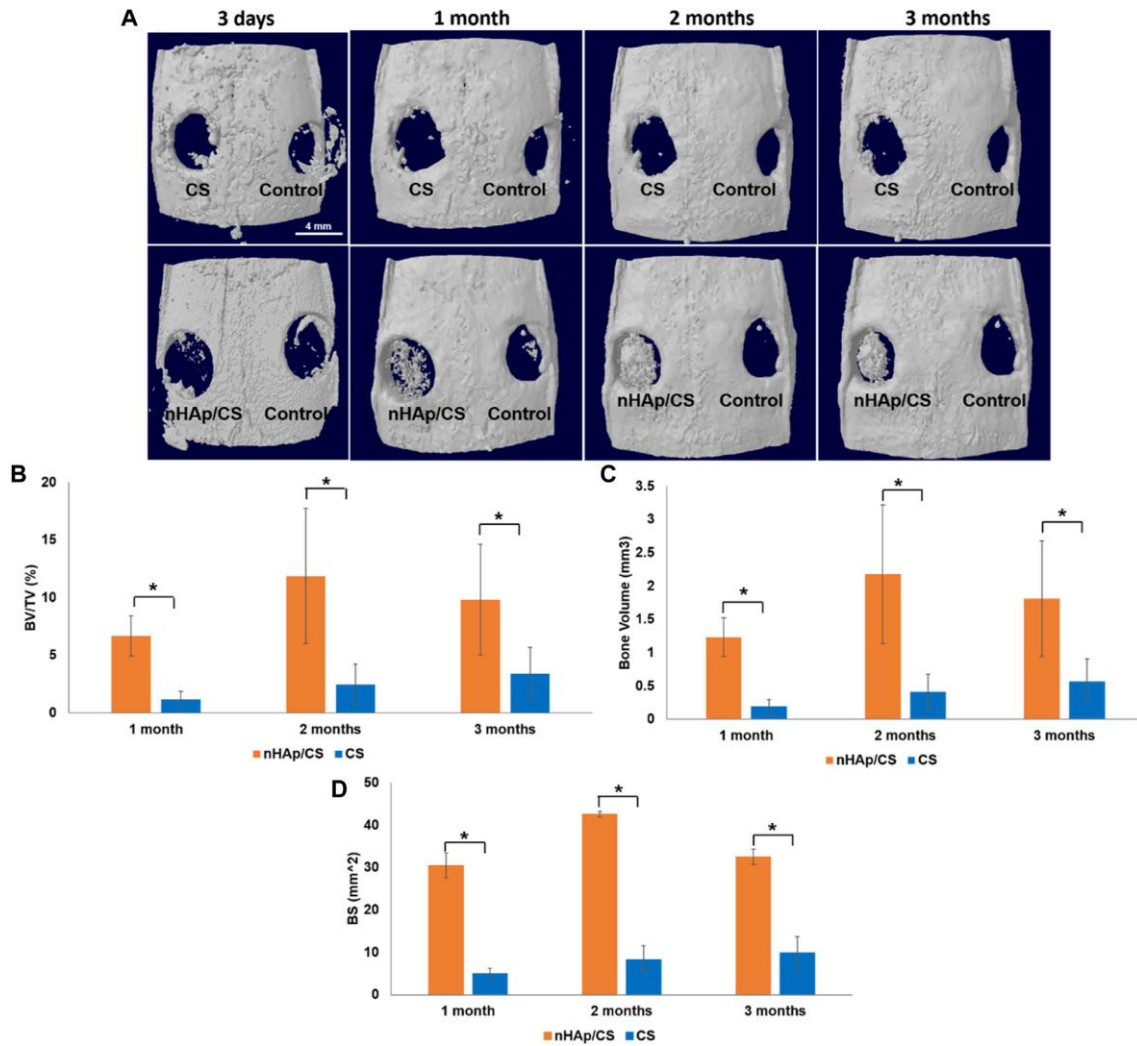 A
3 days 1 month 2 months 3 months
CS Control CS Control CS Control CS Control
4 mm
nHAp/CS Control nHAp/CS Control nHAp/CS Control nHAp/CS Control
B
20
15
10
5
0
BV/TV (%)
* * *
1 month 2 months 3 months
nHAp/CS CS
C
3.5
3
2.5
2
1.5
1
0.5
0
Bone Volume (mm3)
* * *
1 month 2 months 3 months
nHAp/CS CS
D
50
40
30
20
10
0
BS (mm^2)
* * *
1 month 2 months 3 months
nHAp/CS CS